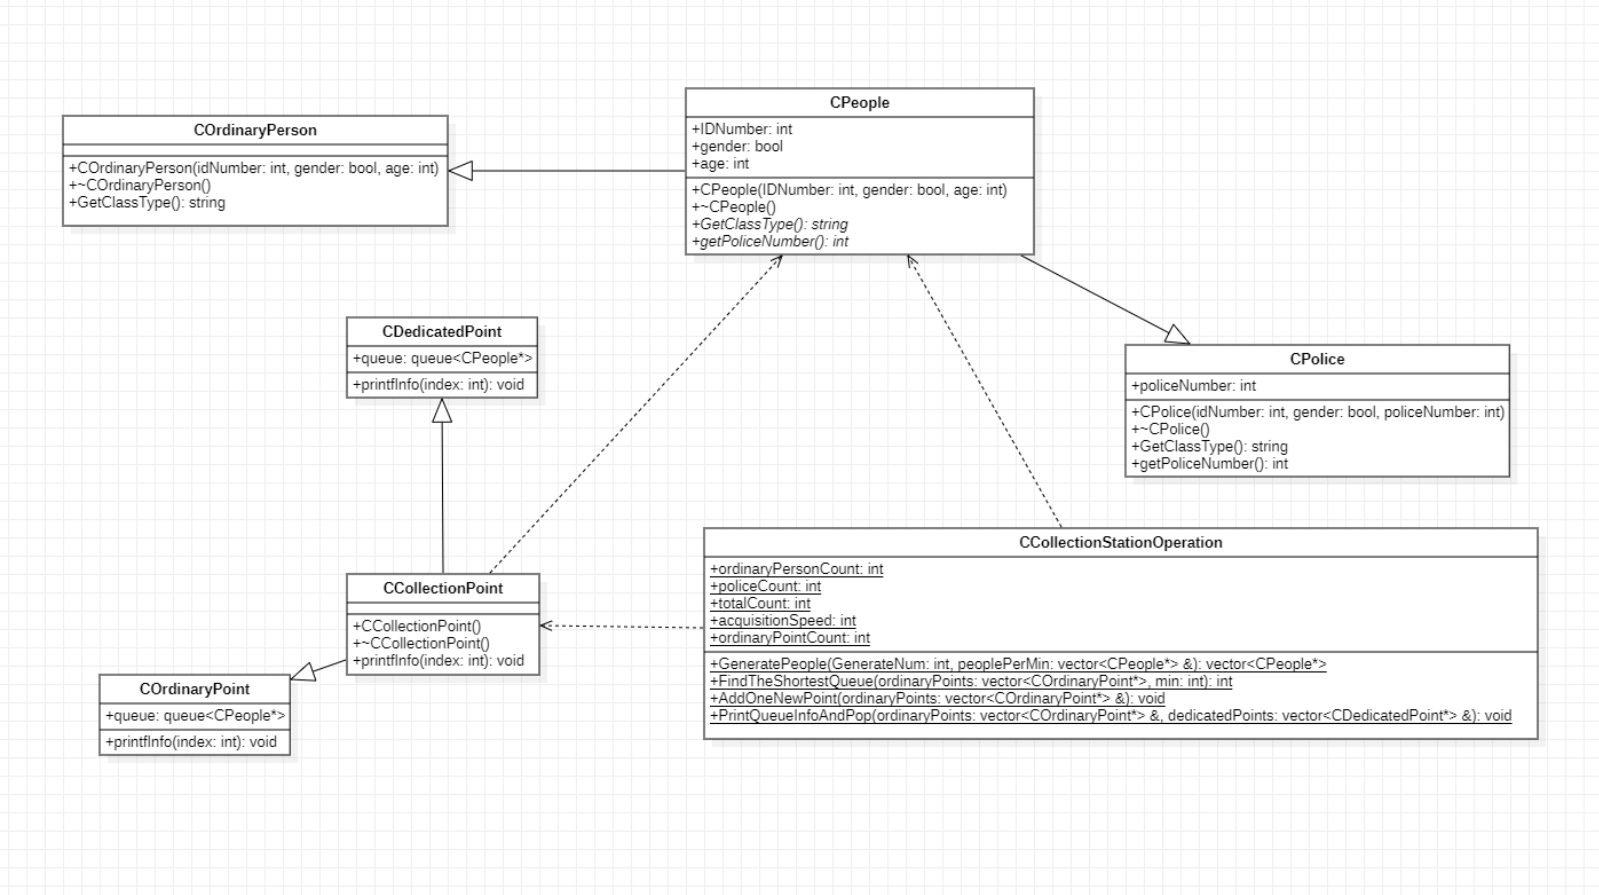 CPeople
+IDNumber: int
+gender: bool
+age: int
+CPeople(IDNumber: int, gender: bool, age: int)
+~CPeople()
+GetClassType(): string
+getPoliceNumber(): int
COrdinaryPerson
+COrdinaryPerson(idNumber: int, gender: bool, age: int)
+~COrdinaryPerson()
+GetClassType(): string
CDedicatedPoint
+queue: queue<CPeople*>
+printfInfo(index: int): void
CPolice
+policeNumber: int
+CPolice(idNumber: int, gender: bool, policeNumber: int)
+~CPolice()
+GetClassType(): string
+getPoliceNumber(): int
CCollectionStationOperation
+ordinaryPersonCount: int
+policeCount: int
+totalCount: int
+acquisitionSpeed: int
+ordinaryPointCount: int
+GeneratePeople(GenerateNum: int, peoplePerMin: vector<CPeople*> &): vector<CPeople*>
+FindTheShortestQueue(ordinaryPoints: vector<COrdinaryPoint*>, min: int): int
+AddOneNewPoint(ordinaryPoints: vector<COrdinaryPoint*> &): void
+PrintQueueInfoAndPop(ordinaryPoints: vector<COrdinaryPoint*> &, dedicatedPoints: vector<CDedicatedPoint*> &): void
CCollectionPoint
+CCollectionPoint()
+~CCollectionPoint()
+printfInfo(index: int): void
COrdinaryPoint
+queue: queue<CPeople*>
+printfInfo(index: int): void